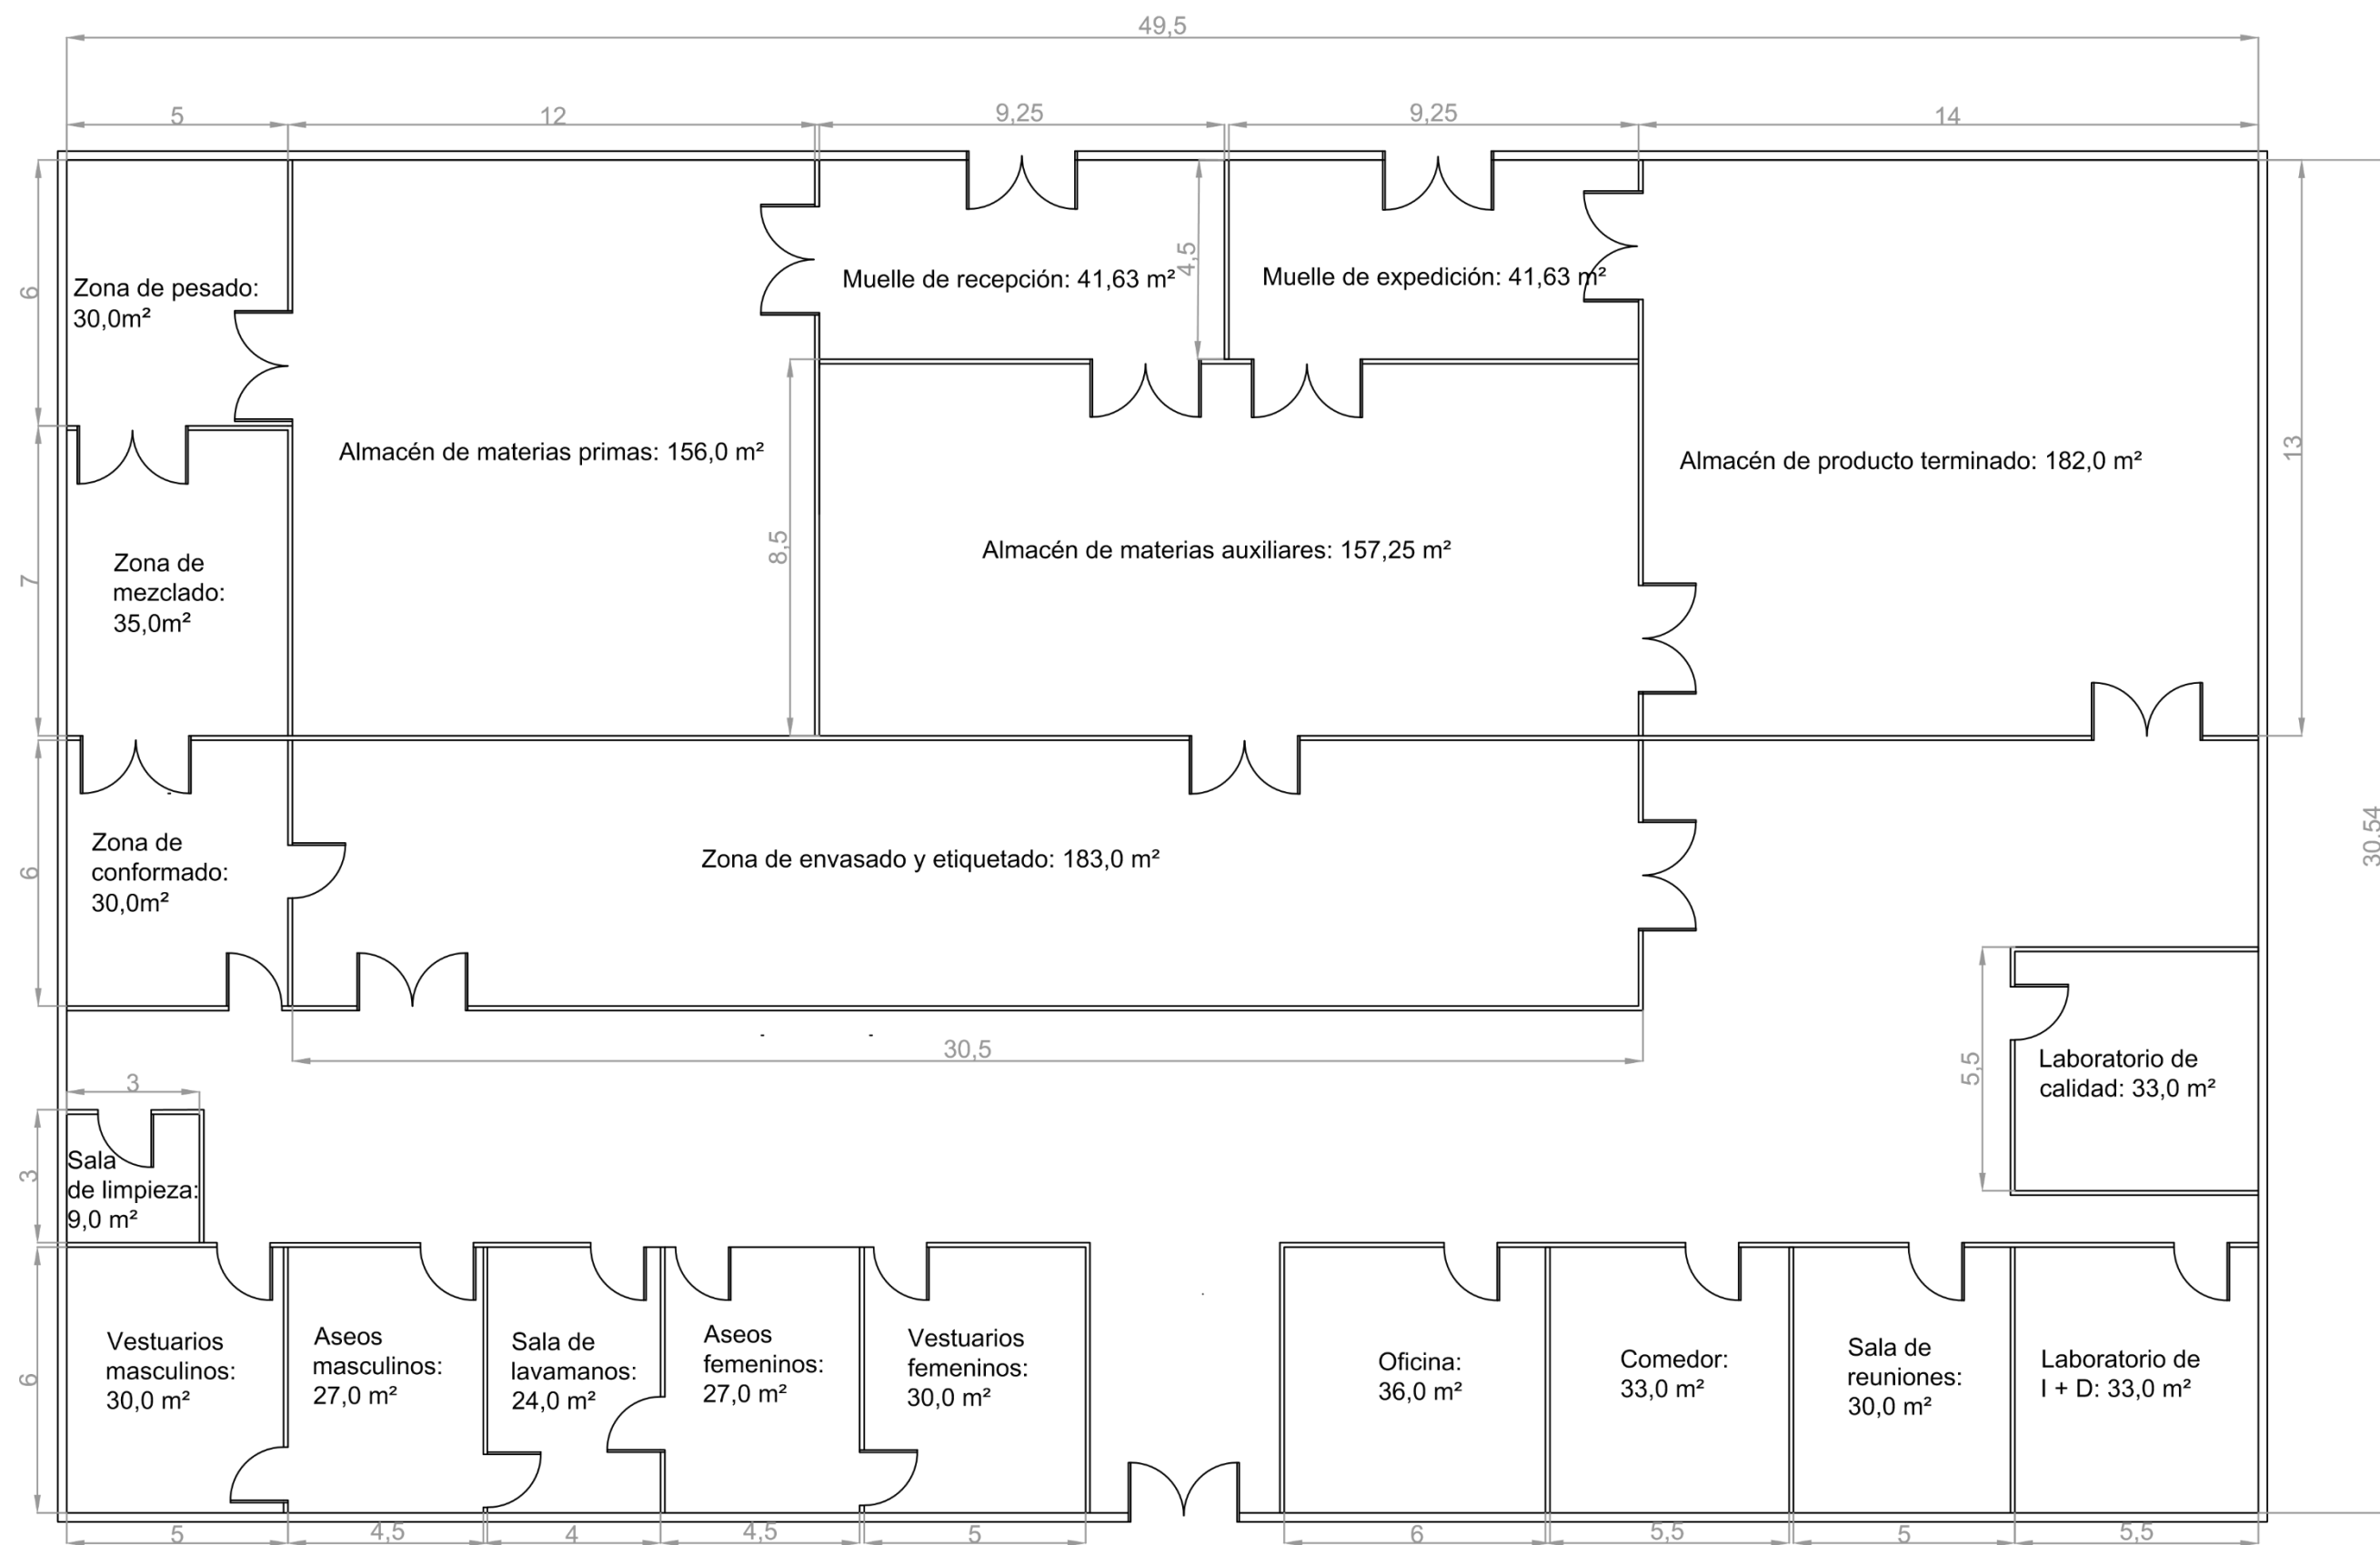 49,5
5
12
9,25
9,25
14
6
4,5
13
Zona de pesado:
30,0m²
Muelle de recepción: 41,63 m²
Muelle de expedición: 41,63 m²
Almacén de materias primas: 156,0 m²
Almacén de producto terminado: 182,0 m²
7
8,5
Almacén de materias auxiliares: 157,25 m²
Zona de
mezclado:
35,0m²
30,54
6
Zona de
conformado:
30,0m²
Zona de envasado y etiquetado: 183,0 m²
30,5
3
5,5
Laboratorio de
calidad: 33,0 m²
3
Sala
de limpieza:
9,0 m²
6
Vestuarios
masculinos:
30,0 m²
Aseos
masculinos:
27,0 m²
Sala de
lavamanos:
24,0 m²
Aseos
femeninos:
27,0 m²
Vestuarios
femeninos:
30,0 m²
Oficina:
36,0 m²
Comedor:
33,0 m²
Sala de
reuniones:
30,0 m²
Laboratorio de
I + D: 33,0 m²
5
4,5
4
4,5
5
6
5,5
5
5,5